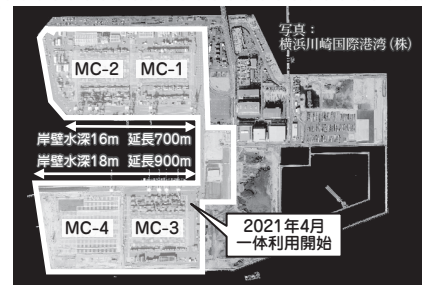 写真：
横浜川崎国際港湾(株)
MC-2
MC-1
岸壁水深16m 延長700m
岸壁水深18m 延長900m
MC-4
MC-3
2021年4月
一体利用開始